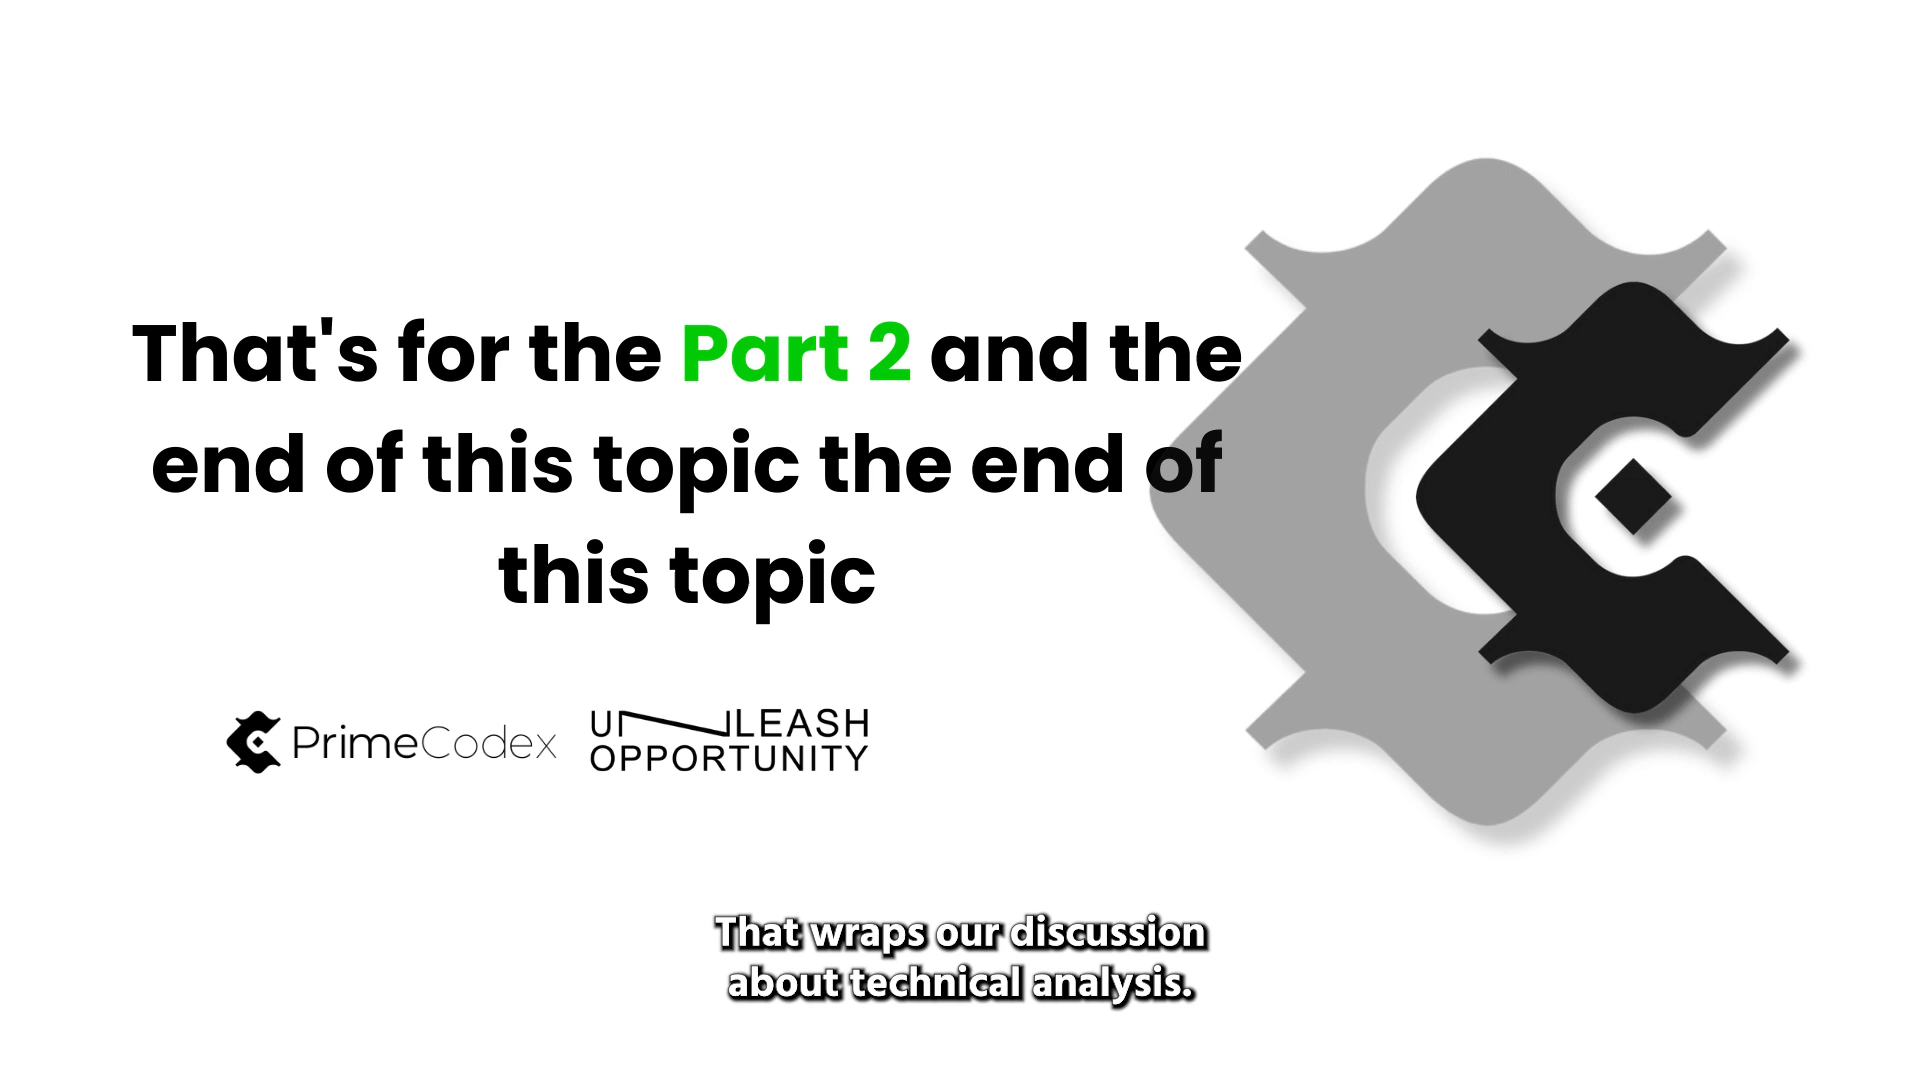 That's for the Part 2 and the
end of this topic the end of
this topic
PrimeCodex
UNLEASH
OPPORTUNITY
That wraps our discussion
about technical analysis.